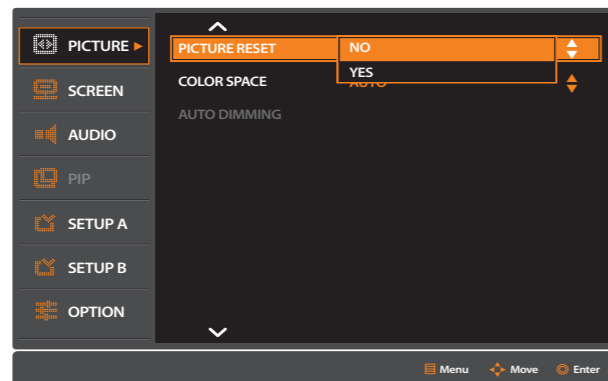 PICTURE
SCREEN
AUDIO
PIP
SETUP A
SETUP B
OPTION
PICTURE RESET NO
YES
COLOR SPACE AUTO
AUTO DIMMING
Menu Move Enter